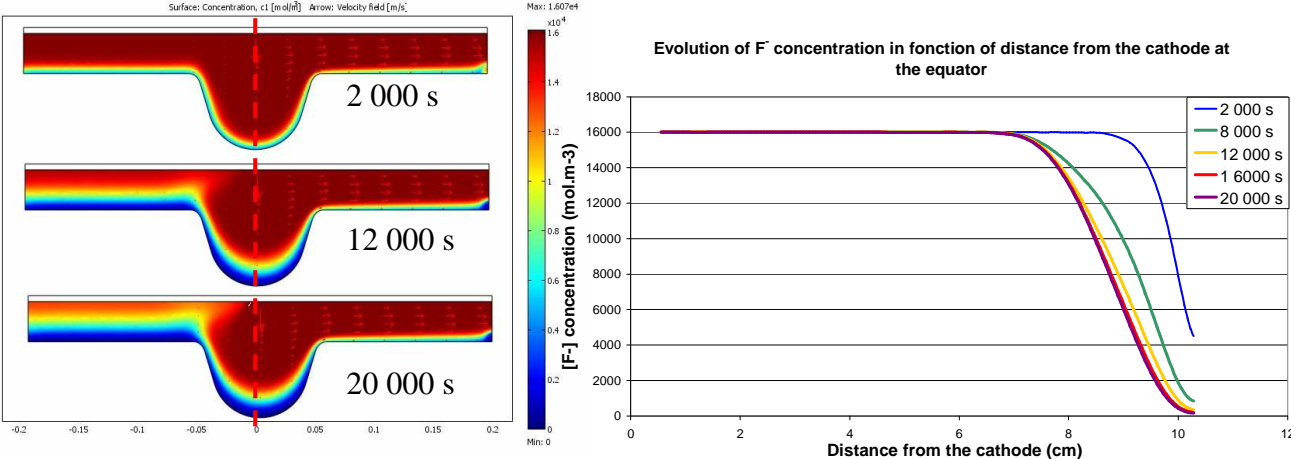 Surface: Concentration, c1 [mol/m³] Arrow: Velocity field [m/s]
Max: 1.607e4
x10⁴
1.6
1.4
1.2
1
0.8
0.6
0.4
0.2
0
Min: 0
2 000 s
12 000 s
20 000 s
-0.2
-0.15
-0.1
-0.05
0
0.05
0.1
0.15
0.2
Evolution of F⁻ concentration in fonction of distance from the cathode at
the equator
[F-] concentration (mol.m-3)
18000
16000
14000
12000
10000
8000
6000
4000
2000
0
0
2
4
6
8
10
12
Distance from the cathode (cm)
2 000 s
8 000 s
12 000 s
1 6000 s
20 000 s